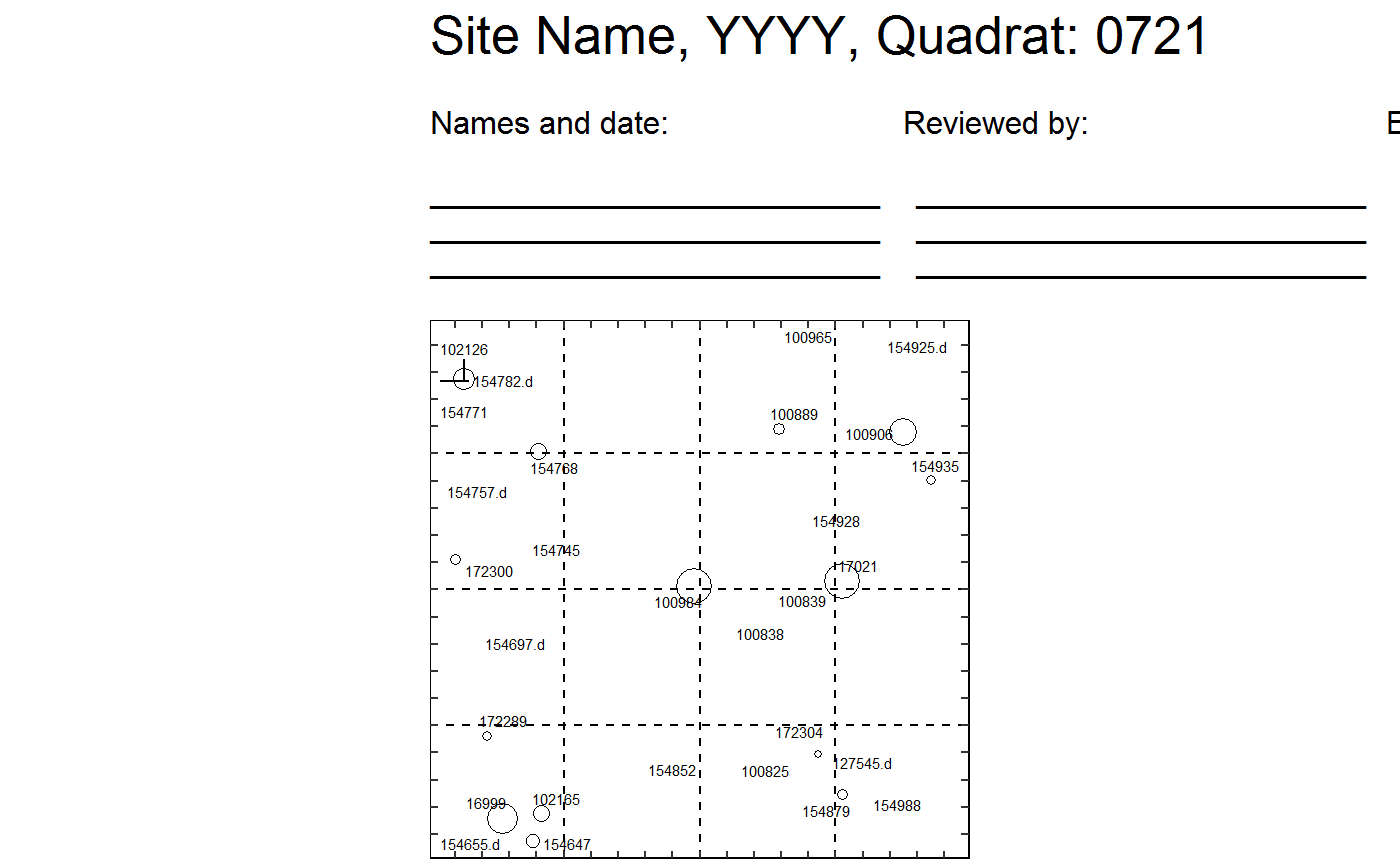 Site Name, YYYY, Quadrat: 0721
Names and date: Reviewed by: E
100965
154925.d
102126
154782.d
154771
100889
100906
154768
154935
154757.d
154928
154745
17021
172300
100984
100839
100838
154697.d
172289
172304
127545.d
154852
100825
16999
102165
154988
154879
154655.d
154647